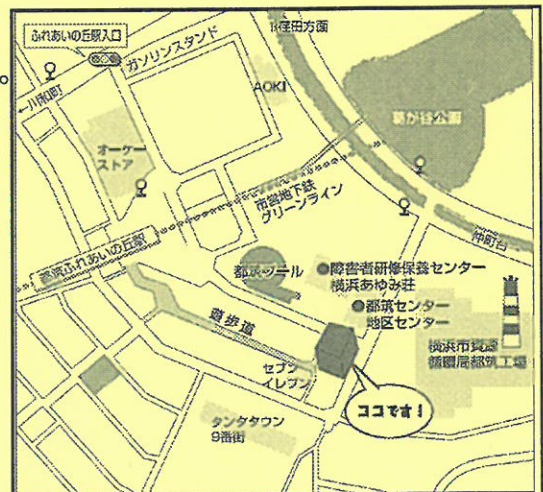 ふれあいの丘駅入口
ガソリンスタンド
荏田方面
AOKI
葛が谷公園
←川和町
オーケー
ストア
市営地下鉄
グリーンライン
仲町台
都筑ふれあいの丘駅
都筑プール
●障害者研修保養センター
横浜あゆみ荘
●都筑センター
地区センター
遊歩道
横浜市資源
循環局都筑工場
セブン
イレブン
ココです!
タンタタウン
9番街